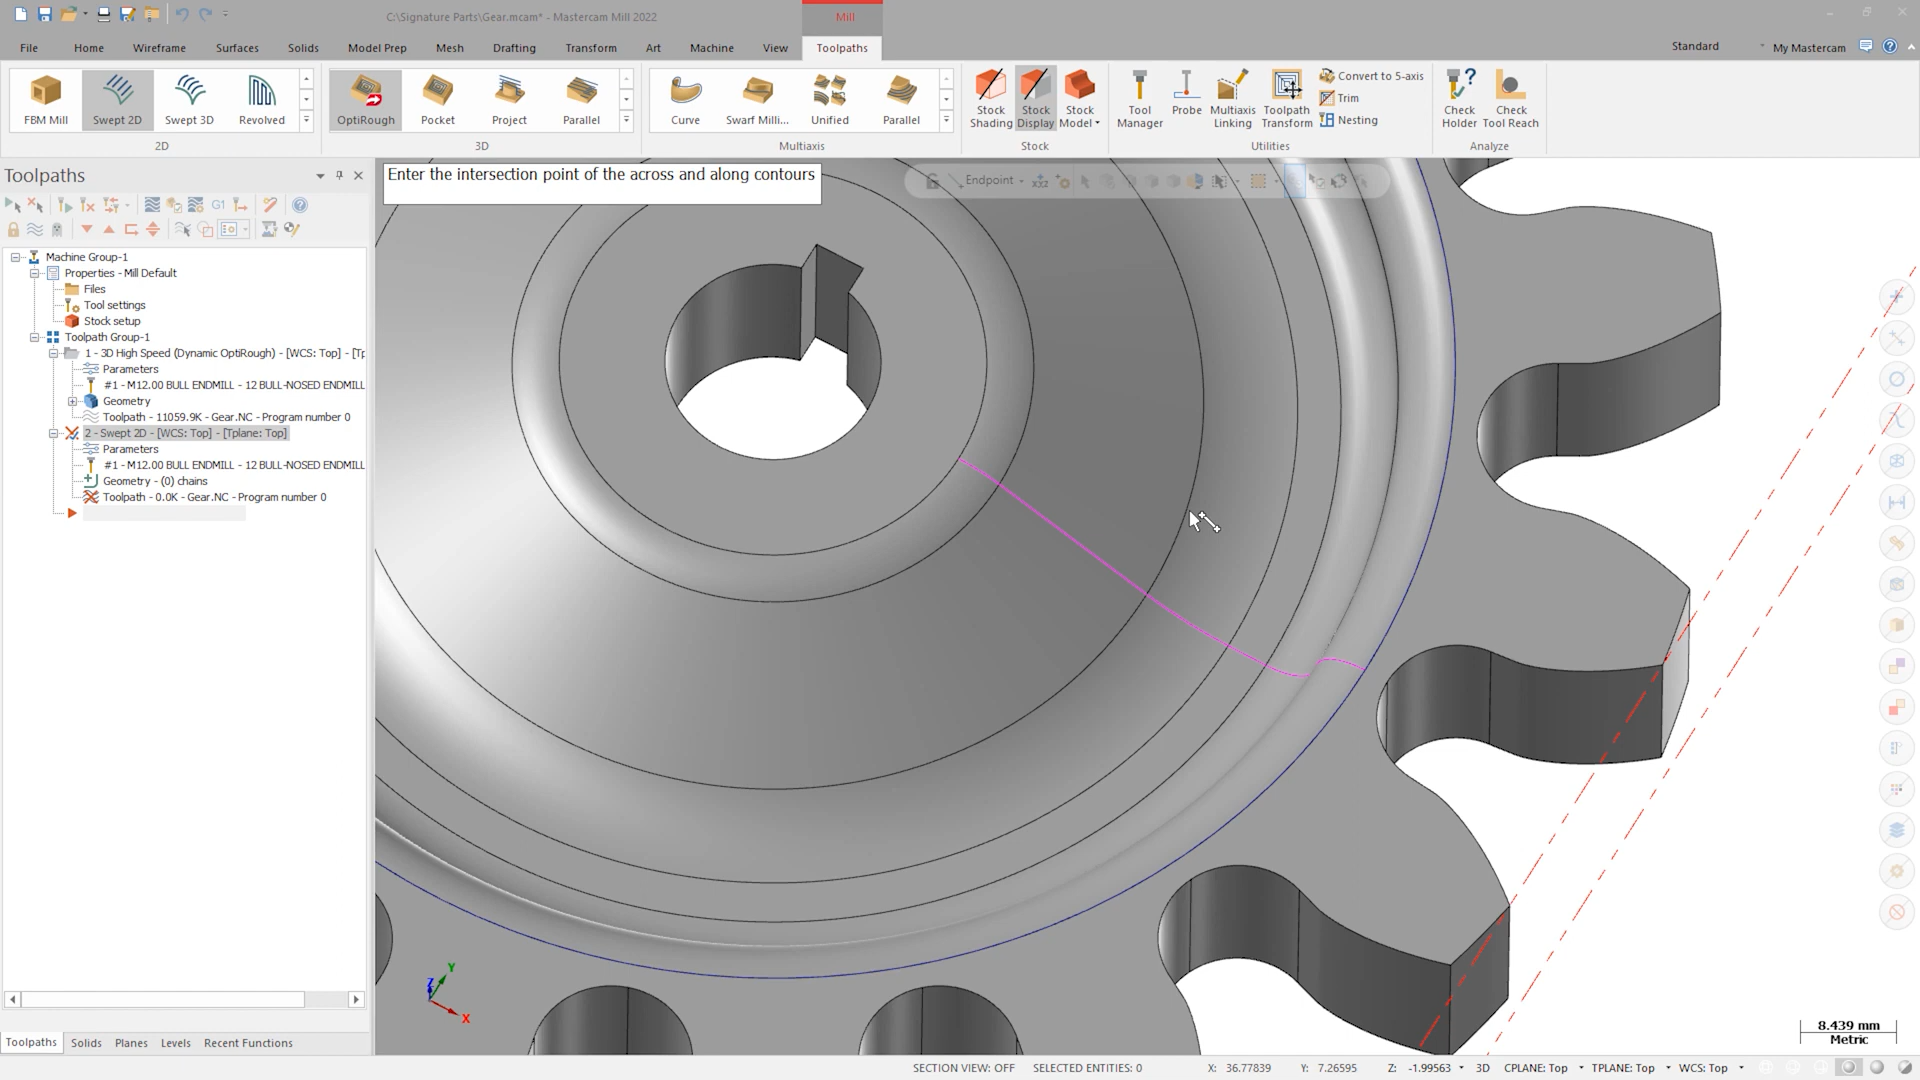 C:\Signature Parts\Gear.mcam* - Mastercam Mill 2022
Mill
File Home Wireframe Surfaces Solids Model Prep Mesh Drafting Transform Art Machine View Toolpaths
Standard My Mastercam
FBM Mill Swept 2D Swept 3D Revolved
2D
OptiRough Pocket Project Parallel
3D
Curve Swarf Milli... Unified Parallel
Multiaxis
Stock Shading Stock Display Stock Model
Stock
Tool Manager Probe Multiaxis Linking Toolpath Transform
Convert to 5-axis
Trim
Nesting
Utilities
Check Holder Check Tool Reach
Analyze
Toolpaths
G1
Machine Group-1
Properties - Mill Default
Files
Tool settings
Stock setup
Toolpath Group-1
1 - 3D High Speed (Dynamic OptiRough) - [WCS: Top] - [Tp
Parameters
#1 - M12.00 BULL ENDMILL - 12 BULL-NOSED ENDMILL
Geometry
Toolpath - 11059.9K - Gear.NC - Program number 0
2 - Swept 2D - [WCS: Top] - [Tplane: Top]
Parameters
#1 - M12.00 BULL ENDMILL - 12 BULL-NOSED ENDMILL
Geometry - (0) chains
Toolpath - 0.0K - Gear.NC - Program number 0
Toolpaths Solids Planes Levels Recent Functions
Enter the intersection point of the across and along contours
Endpoint
Z Y
X
8.439 mm
Metric
SECTION VIEW: OFF SELECTED ENTITIES: 0 X: 36.77839 Y: 7.26595 Z: -1.99563 3D CPLANE: Top TPLANE: Top WCS: Top